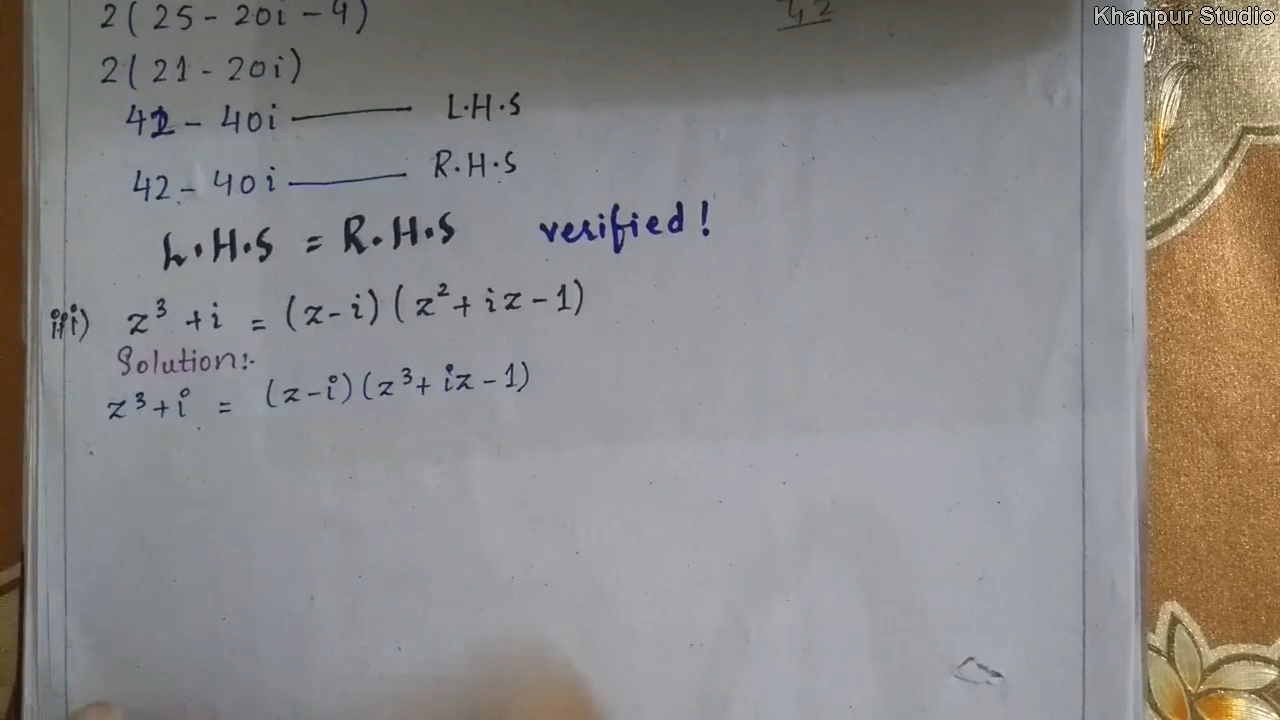 Khanpur Studio
2(25 - 20i - 4)
42
2(21 - 20i)
42 - 40i ——— L.H.S
42 - 40i ——— R.H.S
L.H.S = R.H.S verified!
iii) z³ + i = (z-i)(z² + iz - 1)
Solution:-
z³+i = (z-i)(z³+ iz - 1)